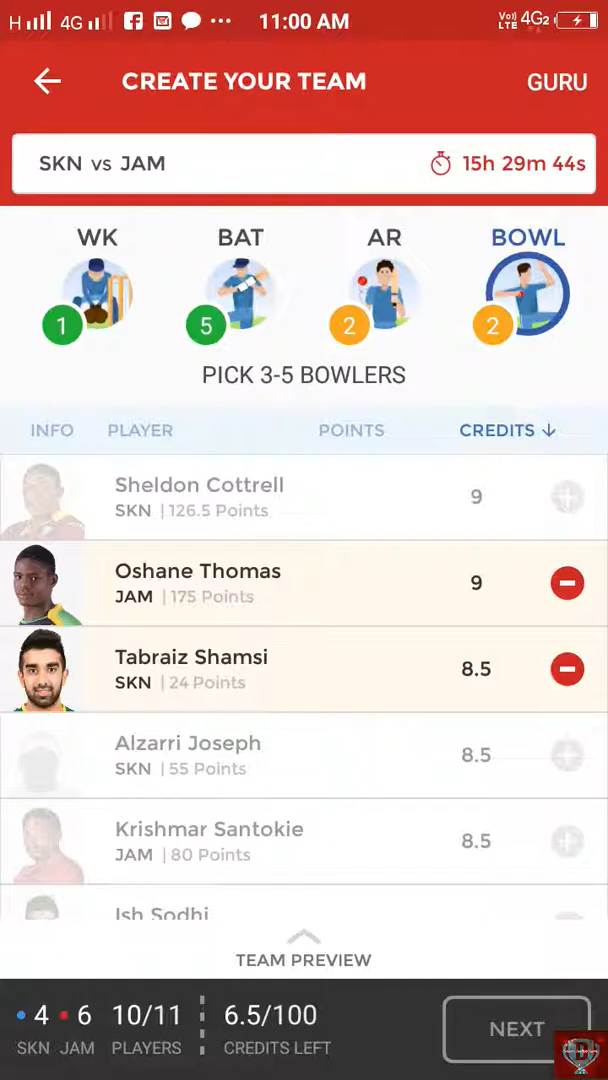 H 4G 11:00 AM Vo) LTE 4G2
CREATE YOUR TEAM GURU
SKN vs JAM 15h 29m 44s
WK BAT AR BOWL
1 5 2 2
PICK 3-5 BOWLERS
INFO PLAYER POINTS CREDITS ↓
Sheldon Cottrell
SKN | 126.5 Points 9
Oshane Thomas
JAM | 175 Points 9
Tabraiz Shamsi
SKN | 24 Points 8.5
Alzarri Joseph
SKN | 55 Points 8.5
Krishmar Santokie
JAM | 80 Points 8.5
Ish Sodhi
TEAM PREVIEW
4 6 10/11 6.5/100 NEXT
SKN JAM PLAYERS CREDITS LEFT